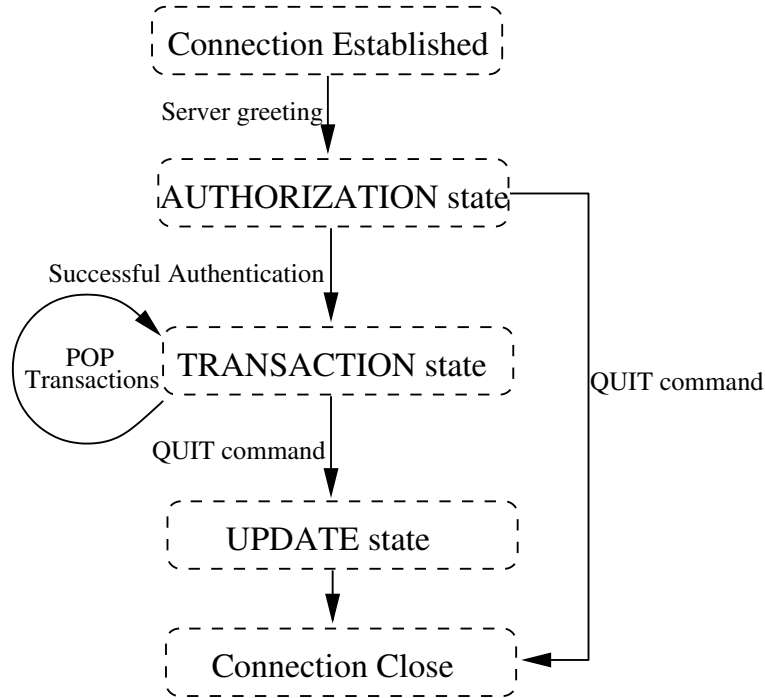 Connection Established
Server greeting
AUTHORIZATION state
Successful Authentication
POP
Transactions
TRANSACTION state
QUIT command
QUIT command
UPDATE state
Connection Close